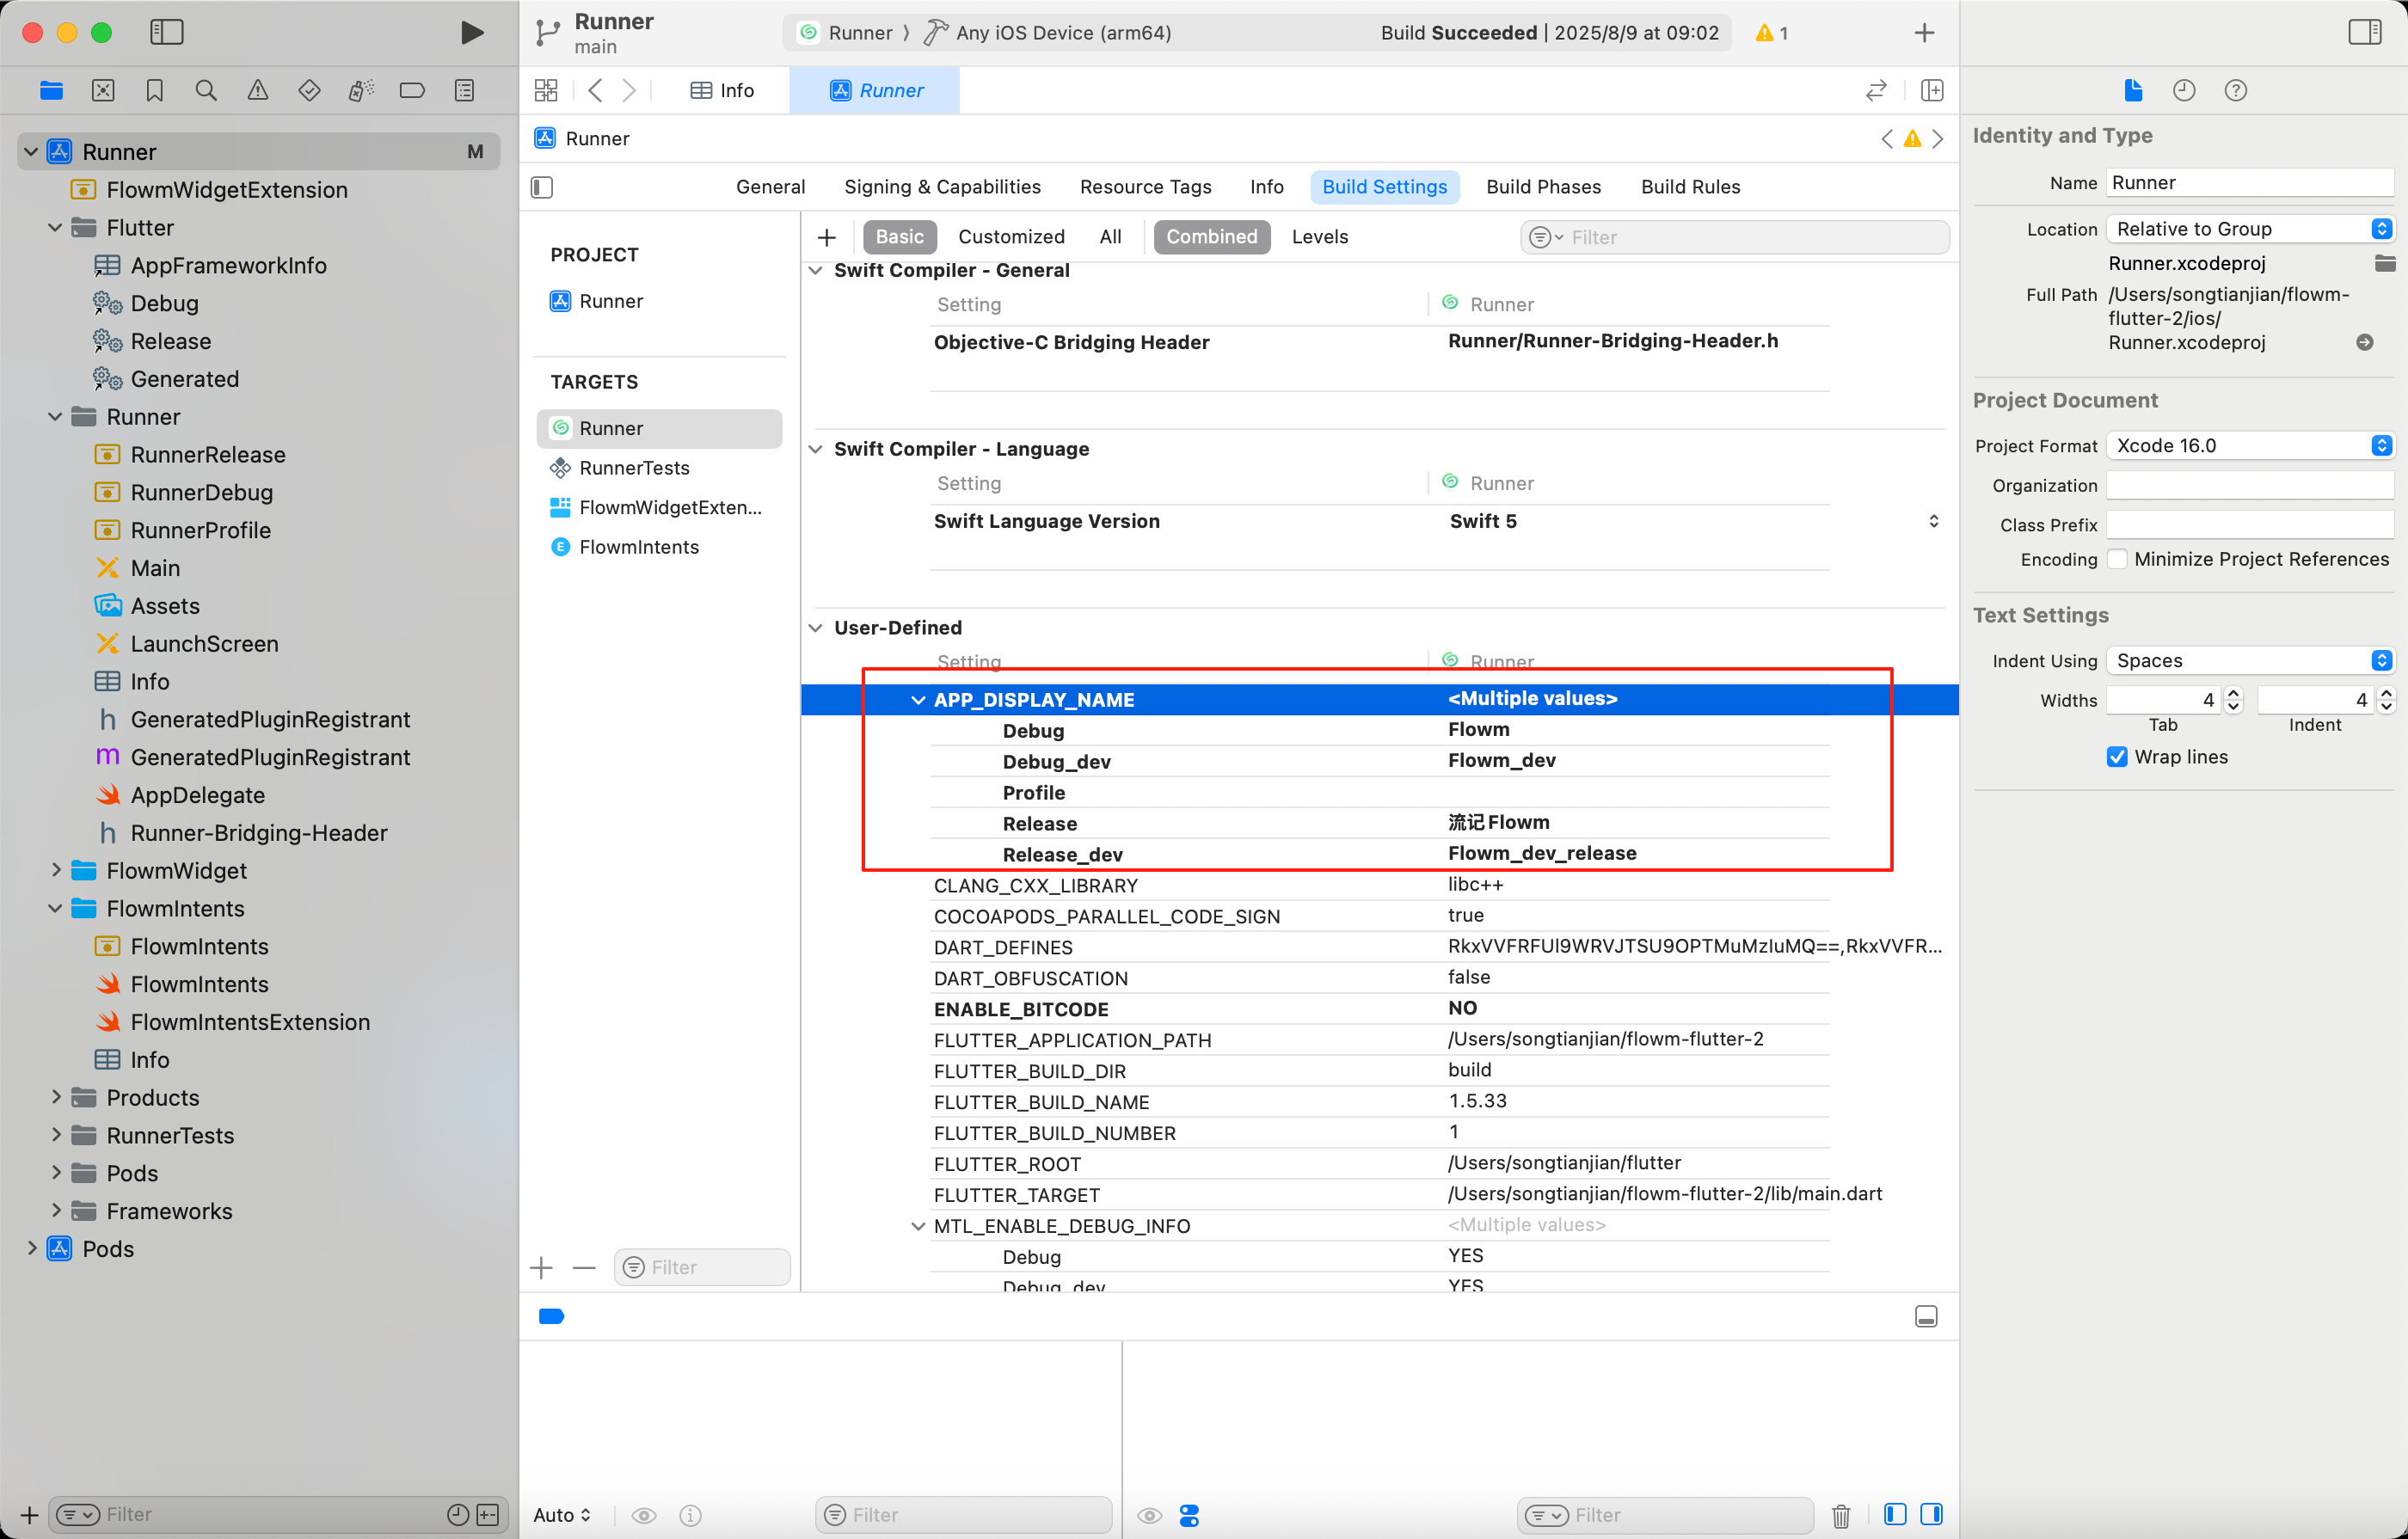 Runner
main
Runner 〉 Any iOS Device (arm64)
Build Succeeded | 2025/8/9 at 09:02
1
Info
Runner
Runner
M
FlowmWidgetExtension
Flutter
AppFrameworkInfo
Debug
Release
Generated
Runner
RunnerRelease
RunnerDebug
RunnerProfile
Main
Assets
LaunchScreen
Info
GeneratedPluginRegistrant
GeneratedPluginRegistrant
AppDelegate
Runner-Bridging-Header
FlowmWidget
FlowmIntents
FlowmIntents
FlowmIntents
FlowmIntentsExtension
Info
Products
RunnerTests
Pods
Frameworks
Pods
Filter
Runner
General
Signing & Capabilities
Resource Tags
Info
Build Settings
Build Phases
Build Rules
PROJECT
Runner
TARGETS
Runner
RunnerTests
FlowmWidgetExten...
FlowmIntents
Filter
Basic
Customized
All
Combined
Levels
Filter
Swift Compiler - General
Setting Runner
Objective-C Bridging Header Runner/Runner-Bridging-Header.h
Swift Compiler - Language
Setting Runner
Swift Language Version Swift 5
User-Defined
Setting Runner
APP_DISPLAY_NAME <Multiple values>
Debug Flowm
Debug_dev Flowm_dev
Profile
Release 流记Flowm
Release_dev Flowm_dev_release
CLANG_CXX_LIBRARY libc++
COCOAPODS_PARALLEL_CODE_SIGN true
DART_DEFINES RkxVVFRFUl9WRVJTSU9OPTMuMzIuMQ==,RkxVVFR...
DART_OBFUSCATION false
ENABLE_BITCODE NO
FLUTTER_APPLICATION_PATH /Users/songtianjian/flowm-flutter-2
FLUTTER_BUILD_DIR build
FLUTTER_BUILD_NAME 1.5.33
FLUTTER_BUILD_NUMBER 1
FLUTTER_ROOT /Users/songtianjian/flutter
FLUTTER_TARGET /Users/songtianjian/flowm-flutter-2/lib/main.dart
MTL_ENABLE_DEBUG_INFO <Multiple values>
Debug YES
Debug_dev YES
Auto
Filter
Filter
Identity and Type
Name Runner
Location Relative to Group
Runner.xcodeproj
Full Path /Users/songtianjian/flowm-
flutter-2/ios/
Runner.xcodeproj
Project Document
Project Format Xcode 16.0
Organization
Class Prefix
Encoding Minimize Project References
Text Settings
Indent Using Spaces
Widths 4 4
Tab Indent
Wrap lines